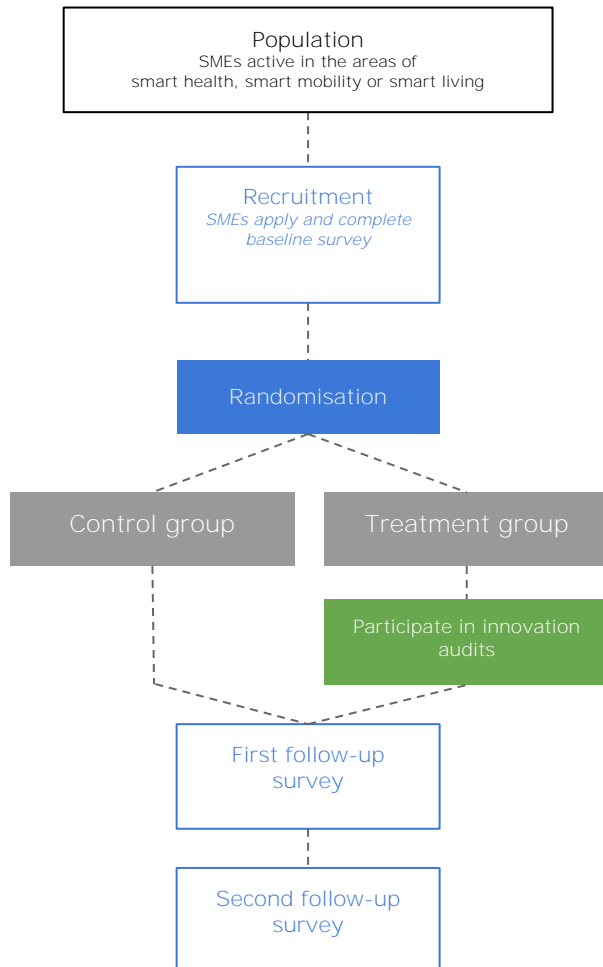 Population
SMEs active in the areas of
smart health, smart mobility or smart living
Recruitment
SMEs apply and complete
baseline survey
Randomisation
Control group
Treatment group
Participate in innovation
audits
First follow-up
survey
Second follow-up
survey